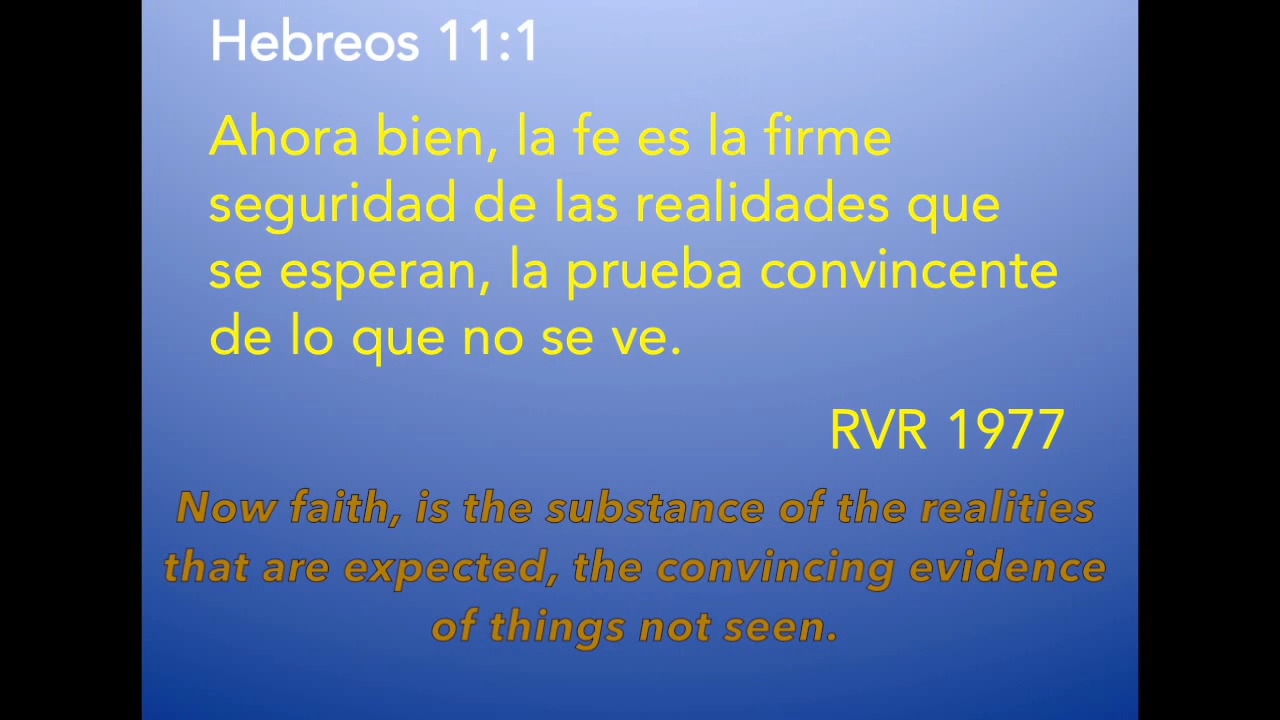 Hebreos 11:1
Ahora bien, la fe es la firme
seguridad de las realidades que
se esperan, la prueba convincente
de lo que no se ve.
RVR 1977
Now faith, is the substance of the realities
that are expected, the convincing evidence
of things not seen.